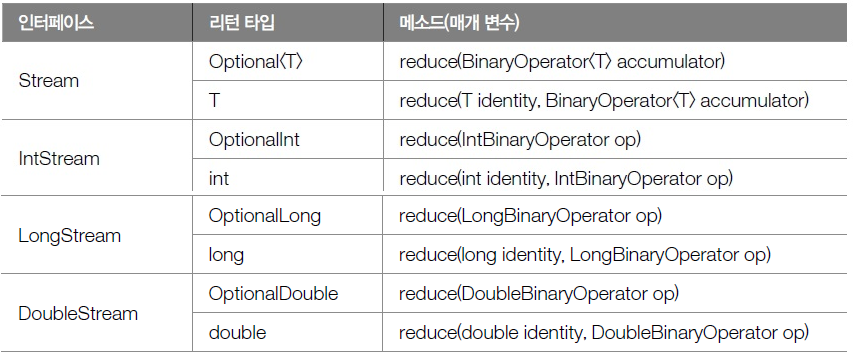 인터페이스 리턴 타입 메소드(매개 변수)
Stream Optional〈T〉 reduce(BinaryOperator〈T〉 accumulator)
T reduce(T identity, BinaryOperator〈T〉 accumulator)
IntStream OptionalInt reduce(IntBinaryOperator op)
int reduce(int identity, IntBinaryOperator op)
LongStream OptionalLong reduce(LongBinaryOperator op)
long reduce(long identity, LongBinaryOperator op)
DoubleStream OptionalDouble reduce(DoubleBinaryOperator op)
double reduce(double identity, DoubleBinaryOperator op)